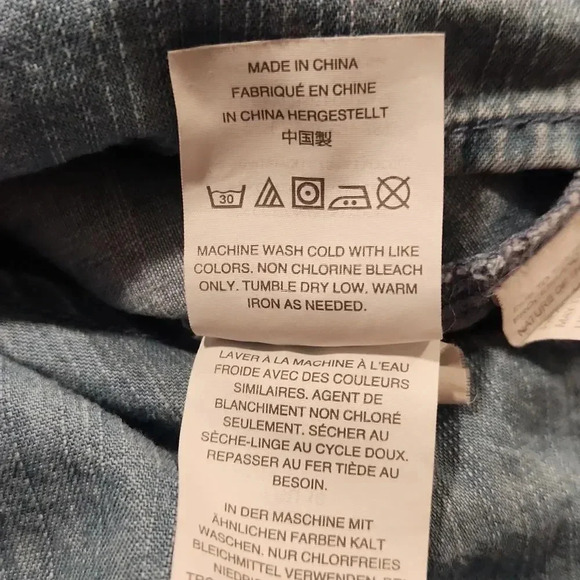 MADE IN CHINA
FABRIQUÉ EN CHINE
IN CHINA HERGESTELLT
中国製
30
MACHINE WASH COLD WITH LIKE
COLORS. NON CHLORINE BLEACH
ONLY. TUMBLE DRY LOW. WARM
IRON AS NEEDED.
LAVER A LA MACHINE À L'EAU
FROIDE AVEC DES COULEURS
SIMILAIRES. AGENT DE
BLANCHIMENT NON CHLORÉ
SEULEMENT. SÉCHER AU
SÈCHE-LINGE AU CYCLE DOUX.
REPASSER AU FER TIÈDE AU
BESOIN.
IN DER MASCHINE MIT
ÄHNLICHEN FARBEN KALT
WASCHEN. NUR CHLORFREIES
BLEICHMITTEL VERWENDEN.
NATURE